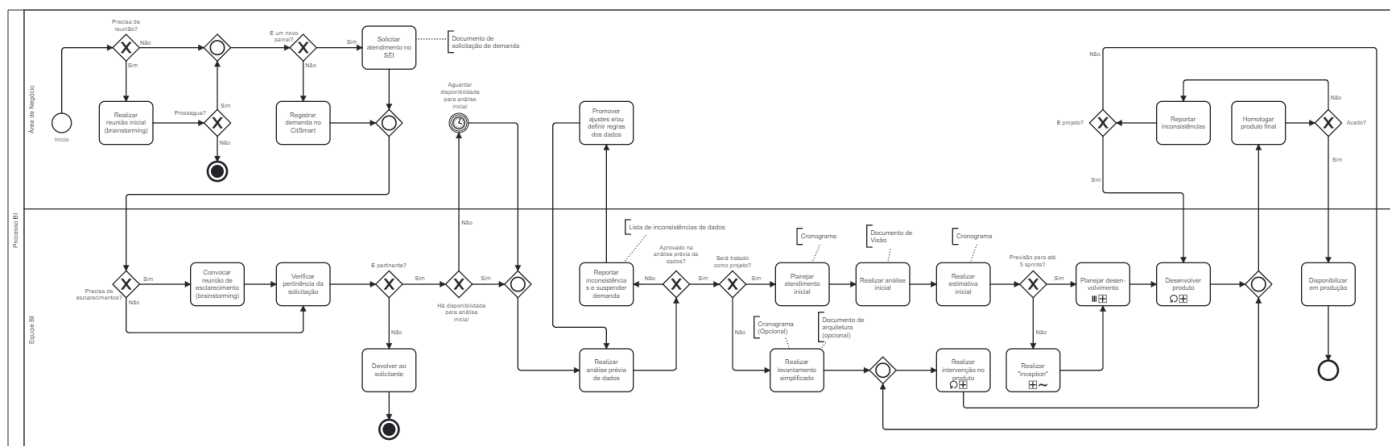 Processo BI
Área de Negócio
Equipe BI
Início
Precisa de
reunião?
Não
Sim
Realizar
reunião inicial
(brainstorming)
Prossegue?
Sim
Não
É um novo
painel?
Sim
Não
Solicitar
atendimento no
SEI
Documento de
solicitação de demanda
Registrar
demanda no
CitSmart
Aguardar
disponibilidade
para análise
inicial
Promover
ajustes e/ou
definir regras
dos dados
Não
É projeto?
Sim
Reportar
inconsistências
Homologar
produto final
Não
Aceito?
Sim
Precisa de
esclarecimentos?
Sim
Não
Convocar
reunião de
esclarecimento
(brainstorming)
Verificar
pertinência da
solicitação
É pertinente?
Sim
Não
Devolver ao
solicitante
Não
Há disponibilidade
para análise
inicial
Sim
Lista de inconsistências de dados
Reportar
inconsistência
s e suspender
demanda
Realizar
análise prévia
de dados
Aprovado na
análise prévia de
dados?
Não
Sim
Será tratado
como projeto?
Sim
Não
Cronograma
Planejar
atendimento
inicial
Documento de
Visão
Realizar análise
inicial
Cronograma
Realizar
estimativa
inicial
Previsão para até
5 sprints?
Sim
Não
Planejar desen-
volvimento
Desenvolver
produto
Disponibilizar
em produção
Cronograma
(Opcional)
Documento de
arquitetura
(opcional)
Realizar
levantamento
simplificado
Realizar
intervenção no
produto
Realizar
"inception"